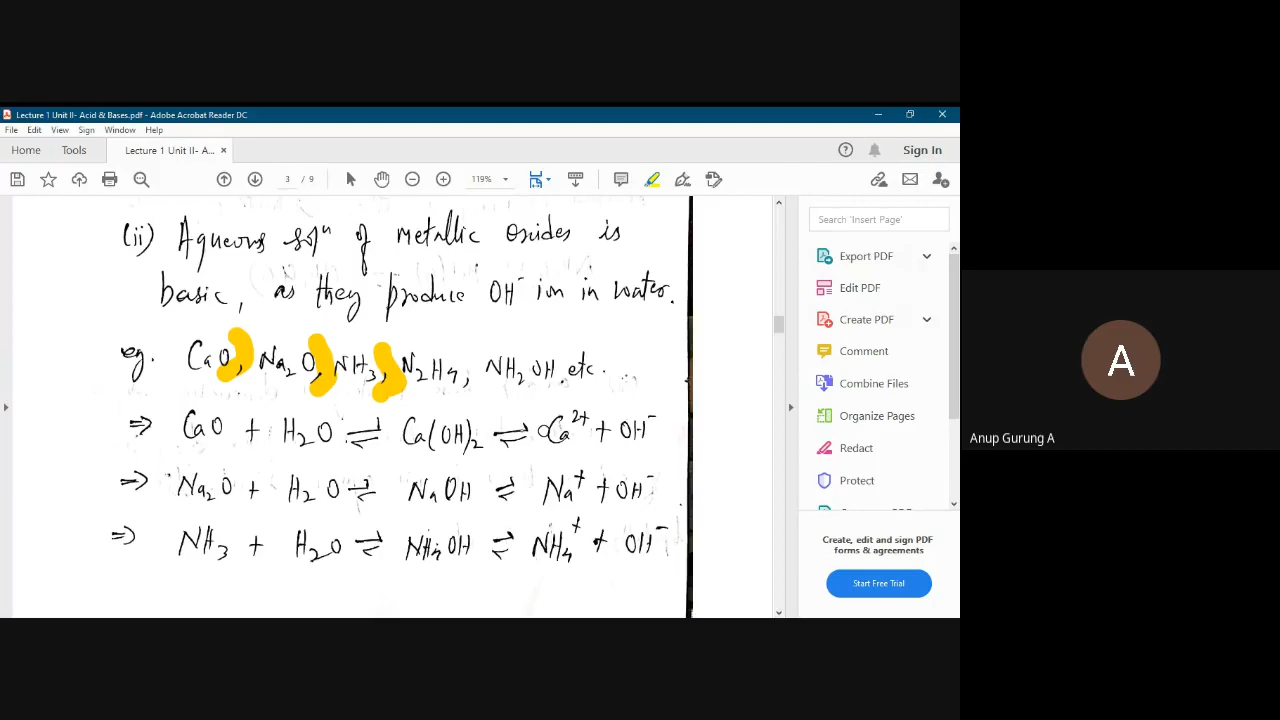 Lecture 1 Unit II- Acid & Bases.pdf - Adobe Acrobat Reader DC
File Edit View Sign Window Help
Home Tools Lecture 1 Unit II- A... × Sign In
3 / 9 119%
(ii) Aqueous solⁿ of metallic oxides is
basic, as they produce OH⁻ ion in water.
eg. CaO, Na₂O, NH₃, N₂H₄, NH₂OH etc.
⇒ CaO + H₂O ⇌ Ca(OH)₂ ⇌ Ca²⁺ + OH⁻
⇒ Na₂O + H₂O ⇌ NaOH ⇌ Na⁺ + OH⁻
⇒ NH₃ + H₂O ⇌ NH₄OH ⇌ NH₄⁺ + OH⁻
Search 'Insert Page'
Export PDF
Edit PDF
Create PDF
Comment
Combine Files
Organize Pages
Redact
Protect
Create, edit and sign PDF
forms & agreements
Start Free Trial
A
Anup Gurung A